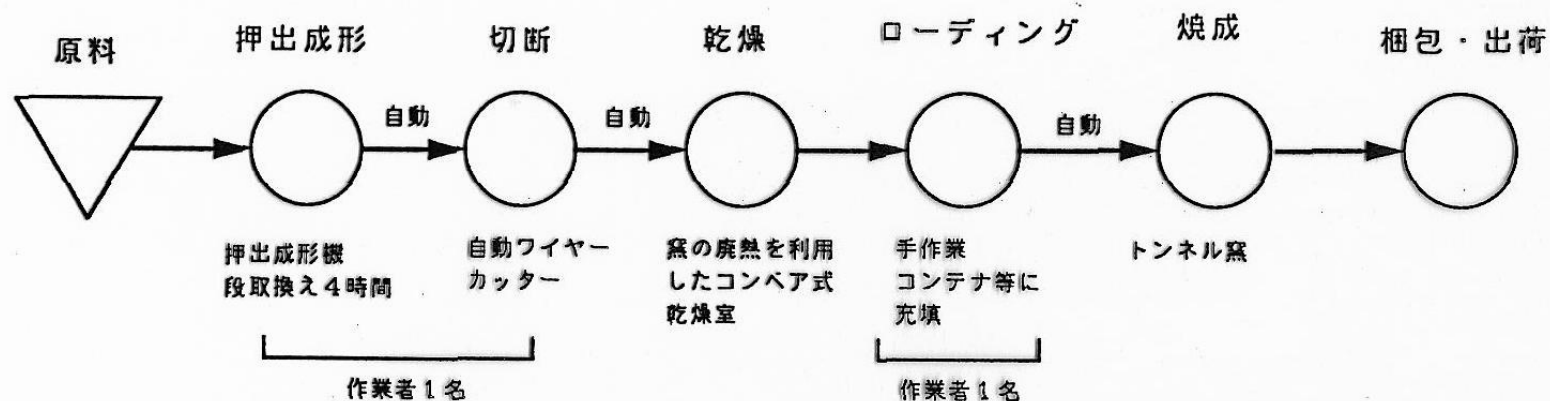 原料
押出成形
切断
乾燥
ローディング
焼成
梱包・出荷
自動
自動
自動
押出成形機
段取換え4時間
自動ワイヤー
カッター
窯の廃熱を利用
したコンベア式
乾燥室
手作業
コンテナ等に
充填
トンネル窯
作業者1名
作業者1名